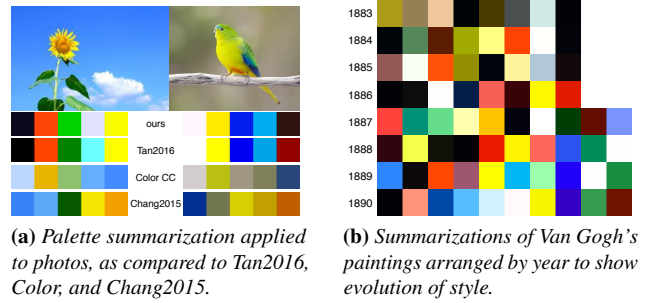 ours
Tan2016
Color CC
Chang2015
(a) Palette summarization applied
to photos, as compared to Tan2016,
Color, and Chang2015.
1883
1884
1885
1886
1887
1888
1889
1890
(b) Summarizations of Van Gogh's
paintings arranged by year to show
evolution of style.